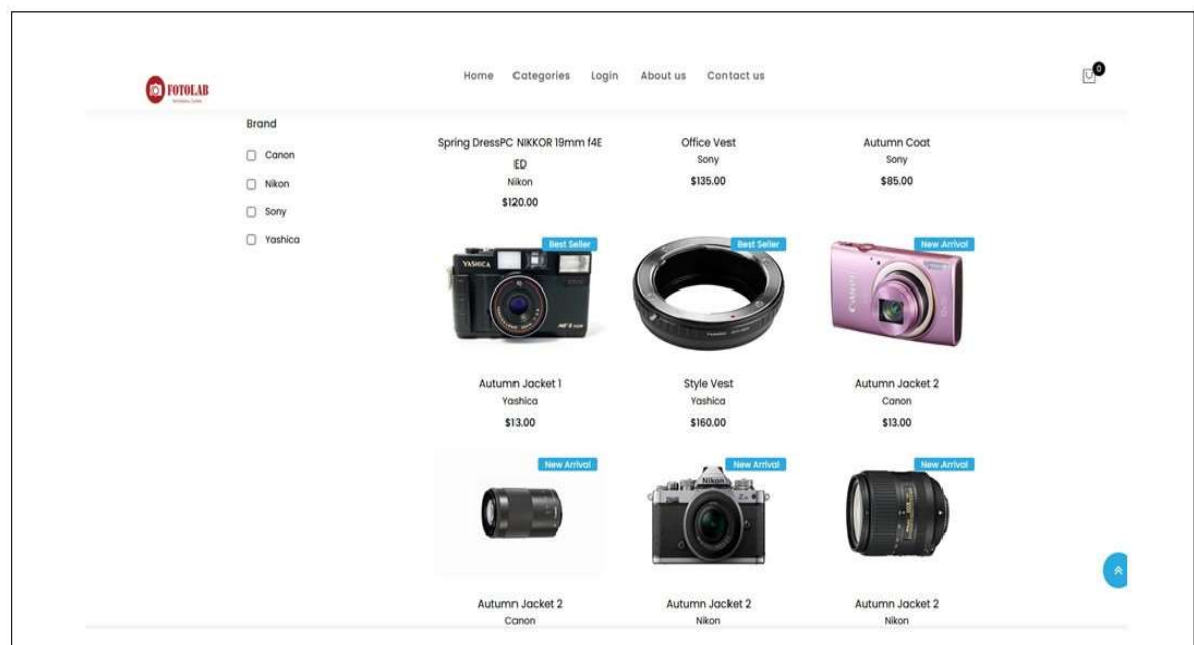 FOTOLAB
Home Categories Login About us Contact us
0
Brand
Canon
Nikon
Sony
Yashica
Spring DressPC NIKKOR 19mm f4E
ED
Nikon
$120.00
Office Vest
Sony
$135.00
Autumn Coat
Sony
$85.00
Best Seller
YASHICA
Autumn Jacket 1
Yashica
$13.00
Best Seller
Style Vest
Yashica
$160.00
New Arrival
Canon
Autumn Jacket 2
Canon
$13.00
New Arrival
Autumn Jacket 2
Canon
New Arrival
Nikon
Autumn Jacket 2
Nikon
New Arrival
Autumn Jacket 2
Nikon